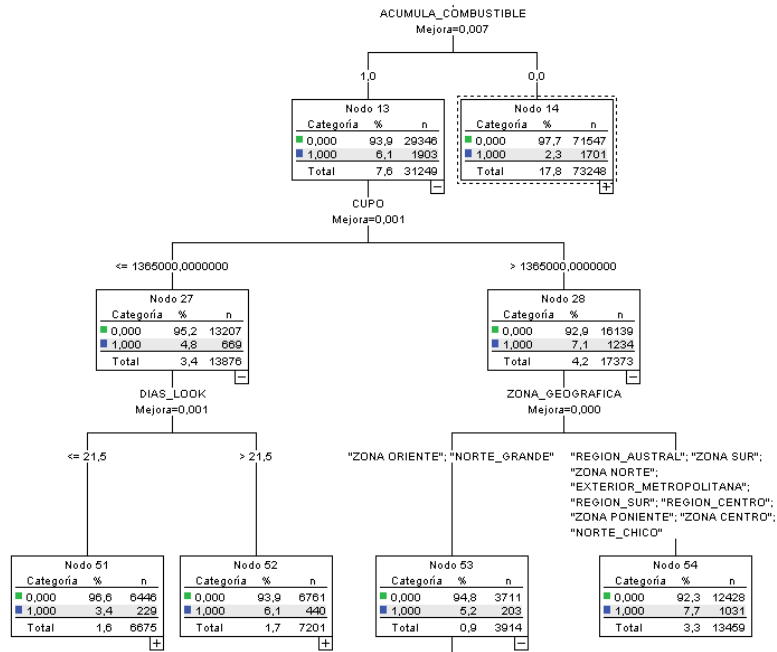 ACUMULA_COMBUSTIBLE
Mejora=0,007
1,0
0,0
Nodo 13
Categoría % n
0,000 93,9 29346
1,000 6,1 1903
Total 7,6 31249
Nodo 14
Categoría % n
0,000 97,7 71547
1,000 2,3 1701
Total 17,8 73248
CUPO
Mejora=0,001
<= 1365000,0000000
> 1365000,0000000
Nodo 27
Categoría % n
0,000 95,2 13207
1,000 4,8 669
Total 3,4 13876
Nodo 28
Categoría % n
0,000 92,9 16139
1,000 7,1 1234
Total 4,2 17373
DIAS_LOOK
Mejora=0,001
ZONA_GEOGRAFICA
Mejora=0,000
<= 21,5
> 21,5
"ZONA ORIENTE"; "NORTE_GRANDE"
"REGION_AUSTRAL"; "ZONA SUR";
"ZONA NORTE";
"EXTERIOR_METROPOLITANA";
"REGION_SUR"; "REGION_CENTRO";
"ZONA PONIENTE"; "ZONA CENTRO";
"NORTE_CHICO"
Nodo 51
Categoría % n
0,000 96,6 6446
1,000 3,4 229
Total 1,6 6675
Nodo 52
Categoría % n
0,000 93,9 6761
1,000 6,1 440
Total 1,7 7201
Nodo 53
Categoría % n
0,000 94,8 3711
1,000 5,2 203
Total 0,9 3914
Nodo 54
Categoría % n
0,000 92,3 12428
1,000 7,7 1031
Total 3,3 13459